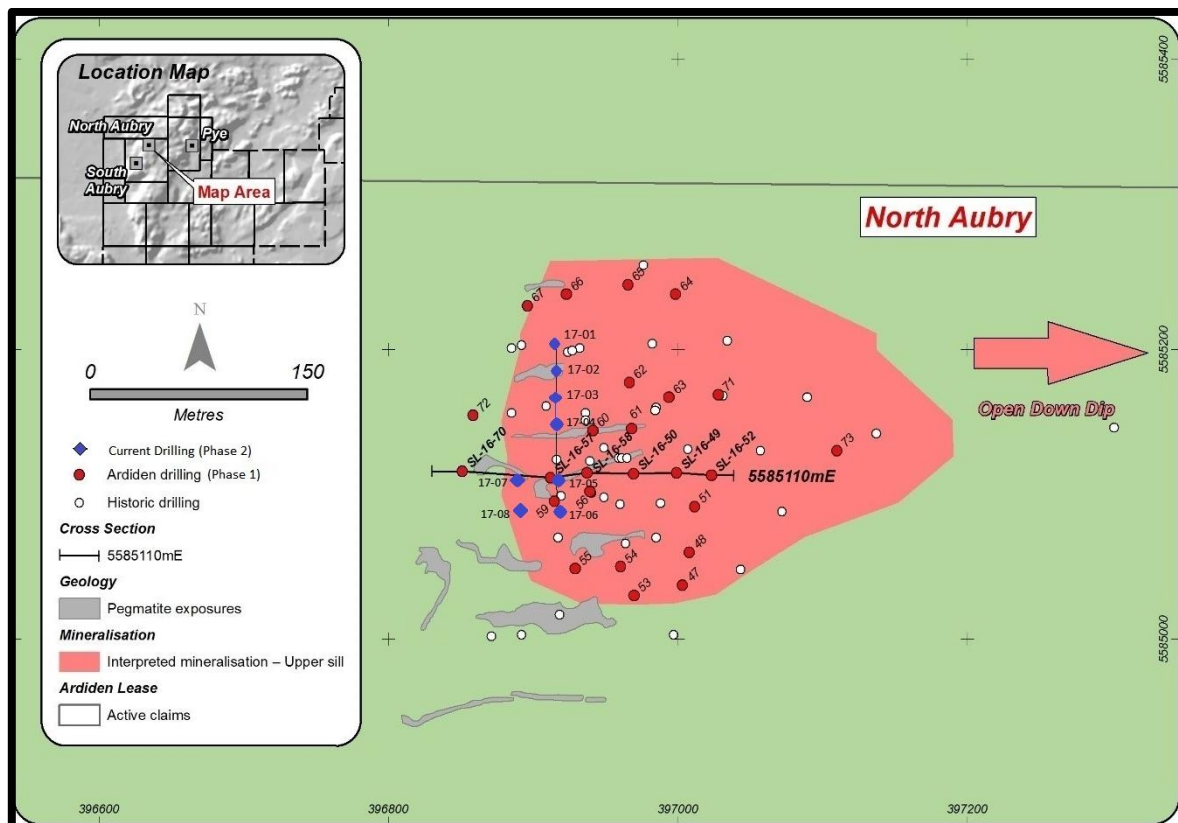 Location Map
North Aubry
Pye
South
Aubry
Map Area
N
0 150
Metres
Current Drilling (Phase 2)
Ardiden drilling (Phase 1)
Historic drilling
Cross Section
5585110mE
Geology
Pegmatite exposures
Mineralisation
Interpreted mineralisation – Upper sill
Ardiden Lease
Active claims
North Aubry
Open Down Dip
5585400
5585200
5585000
65
66
64
67
17-01
17-02
62
17-03
63
71
72
17-04
60
61
73
SL-16-70
SL-16-57
SL-16-58
SL-16-50
SL-16-49
SL-16-52
5585110mE
17-07
17-05
59
56
51
17-08
17-06
48
55
54
53
47
396600
396800
397000
397200